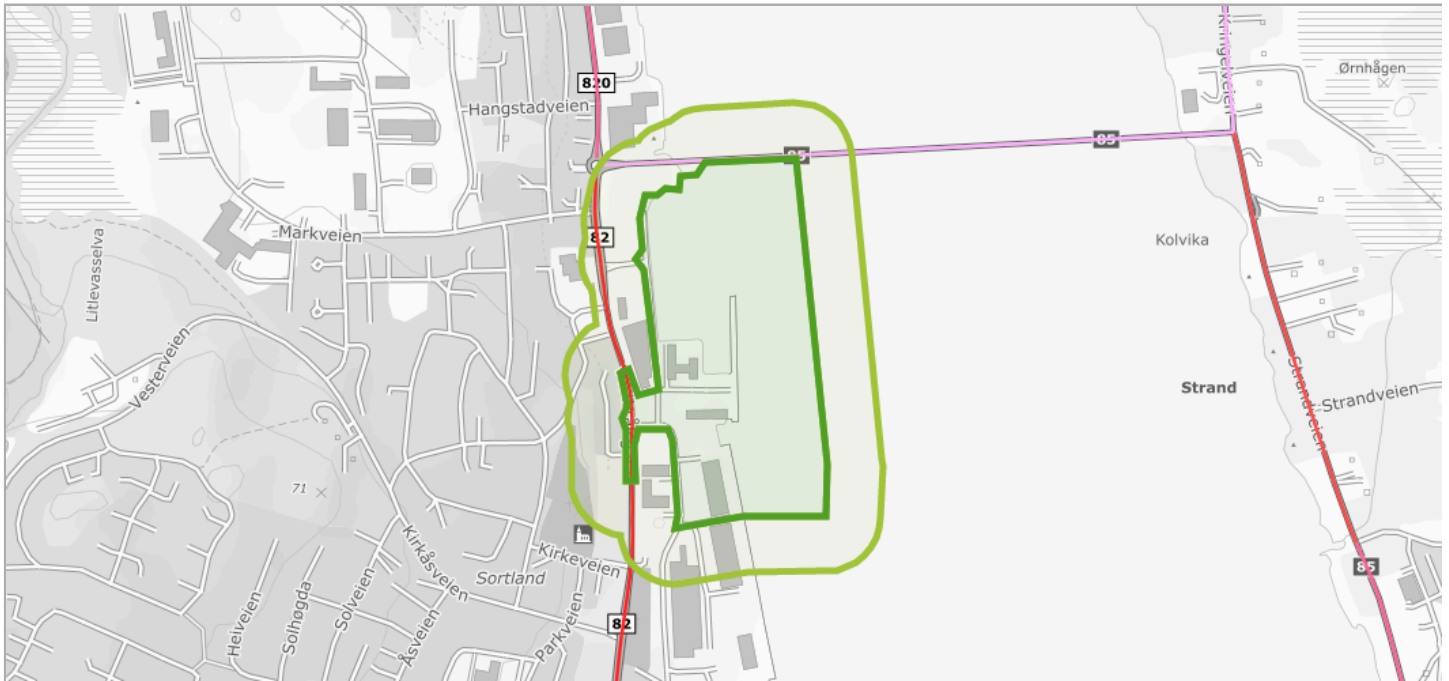 Kringelveien
Ørnhågen
820
Hangstadveien
85
85
Markveien
82
Kolvika
Litlevasselva
Vesterveien
Strand
Strandveien
Strandveien
71
Kirkåsveien
Kirkeveien
Sortland
85
Heiveien
Solhøgda
Solveien
Åsveien
Parkveien
82